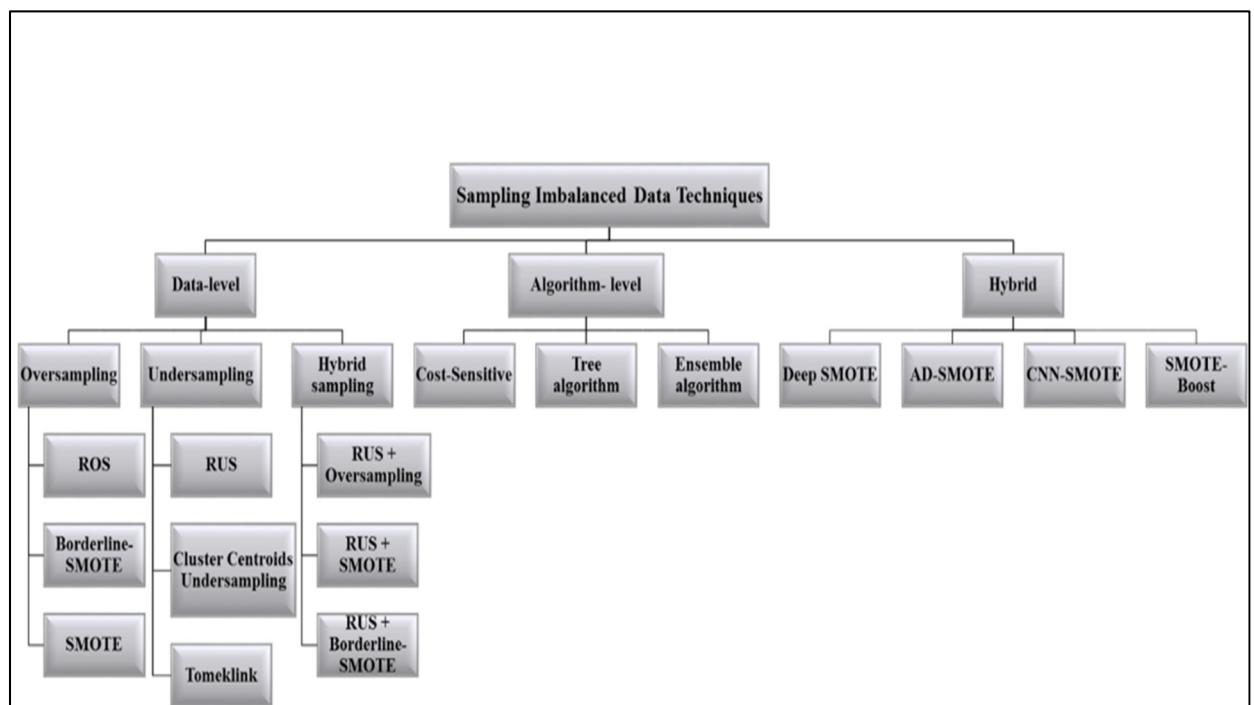 Sampling Imbalanced Data Techniques
Data-level
Algorithm- level
Hybrid
Oversampling
Undersampling
Hybrid
sampling
Cost-Sensitive
Tree
algorithm
Ensemble
algorithm
Deep SMOTE
AD-SMOTE
CNN-SMOTE
SMOTE-
Boost
ROS
Borderline-
SMOTE
SMOTE
RUS
Cluster Centroids
Undersampling
Tomeklink
RUS +
Oversampling
RUS +
SMOTE
RUS +
Borderline-
SMOTE